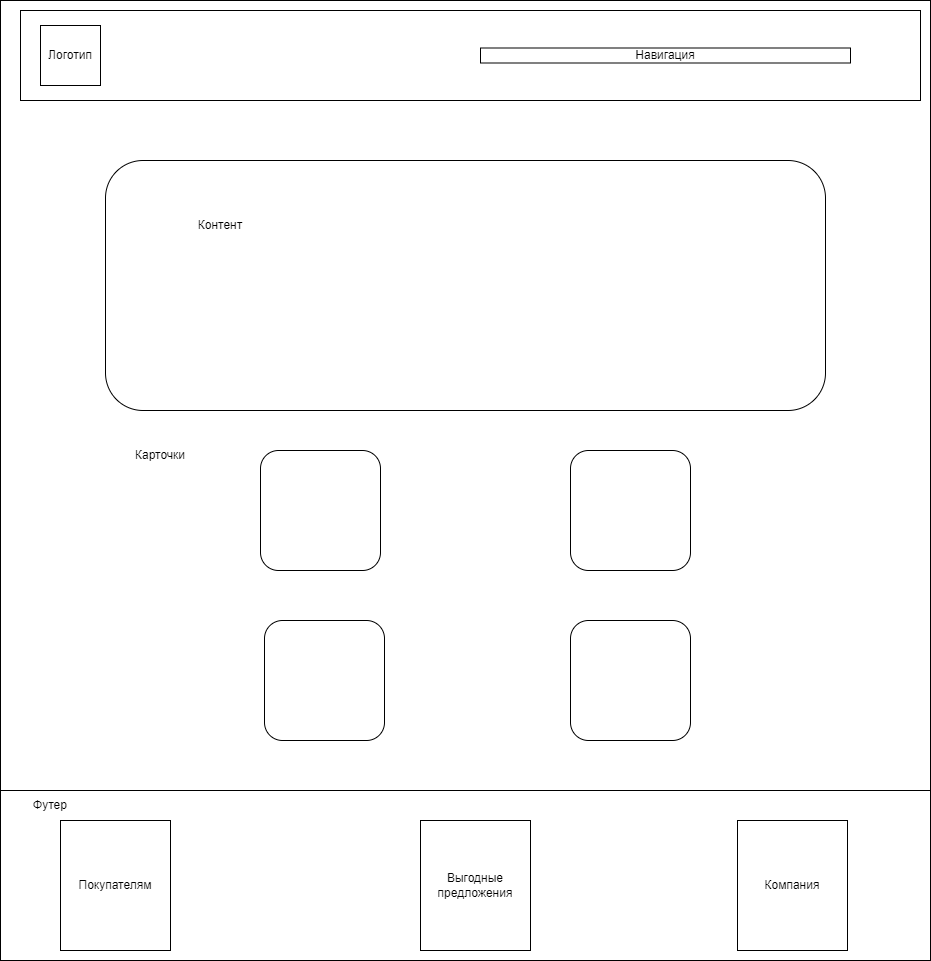 Логотип
Навигация
Контент
Карточки
Футер
Покупателям
Выгодные
предложения
Компания